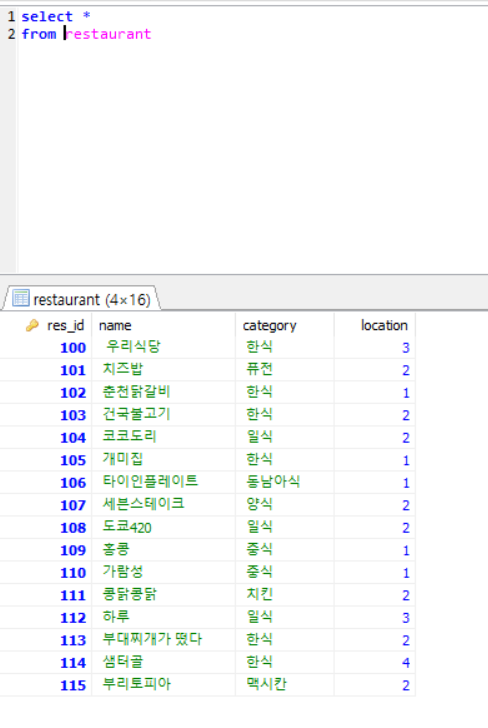 1 select *
2 from restaurant
restaurant (4×16)
res_id name category location
100 우리식당 한식 3
101 치즈밥 퓨전 2
102 춘천닭갈비 한식 1
103 건국불고기 한식 2
104 코코도리 일식 2
105 개미집 한식 1
106 타이인플레이트 동남아식 1
107 세븐스테이크 양식 2
108 도쿄420 일식 2
109 홍콩 중식 1
110 가람성 중식 1
111 콩닭콩닭 치킨 2
112 하루 일식 3
113 부대찌개가 떴다 한식 2
114 샘터골 한식 4
115 부리토피아 맥시칸 2